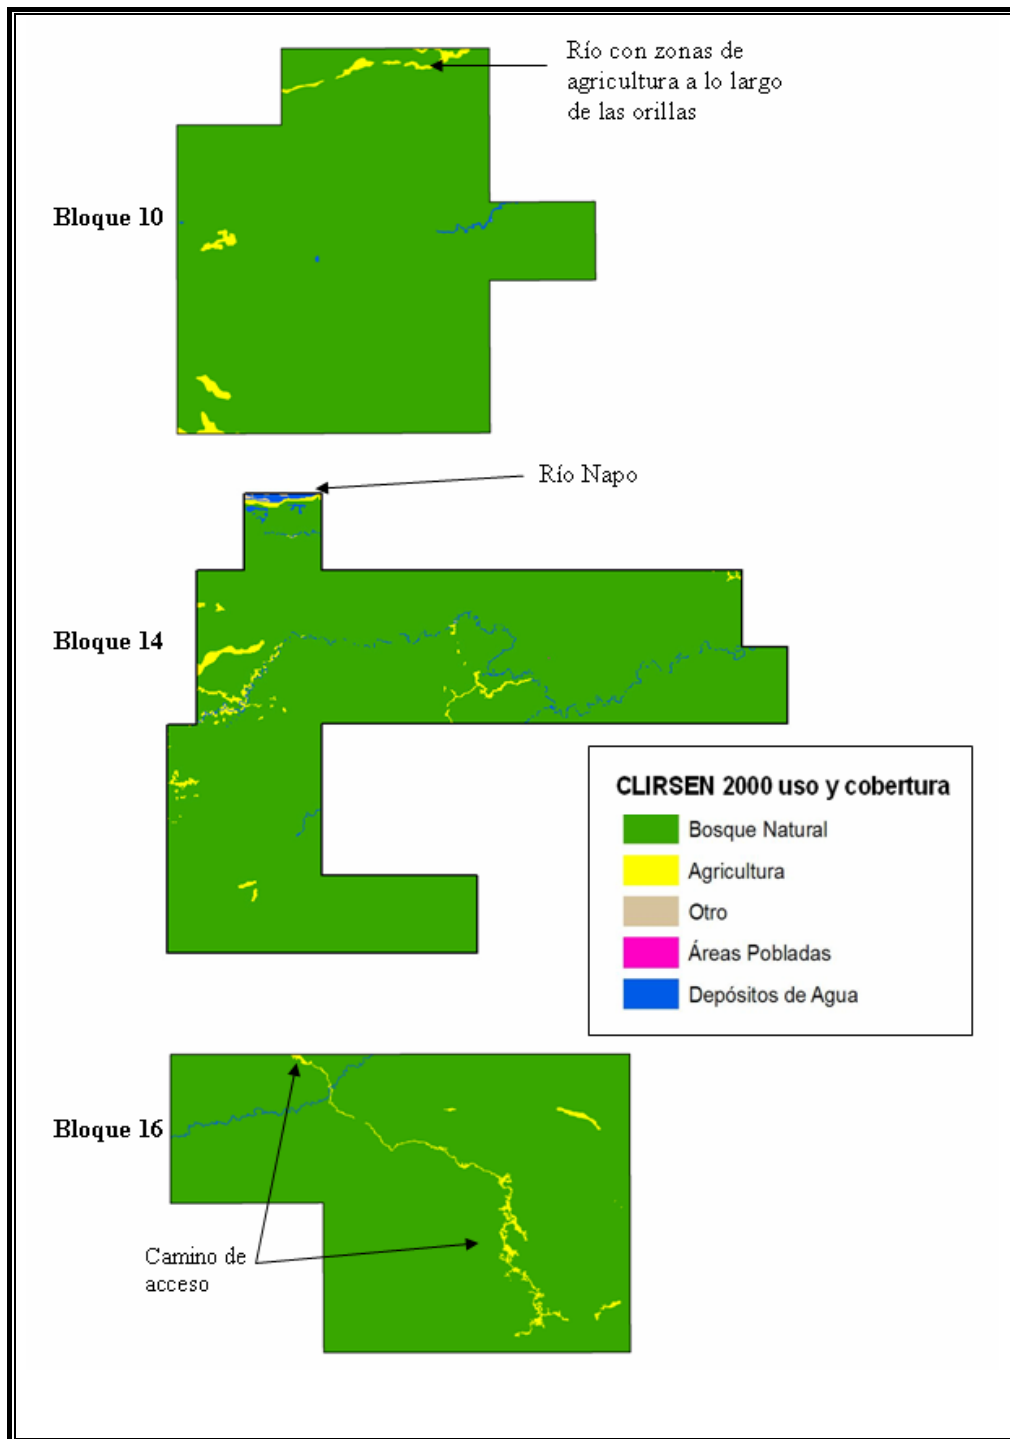 Río con zonas de
agricultura a lo largo
de las orillas
Bloque 10
Río Napo
Bloque 14
CLIRSEN 2000 uso y cobertura
Bosque Natural
Agricultura
Otro
Áreas Pobladas
Depósitos de Agua
Bloque 16
Camino de
acceso